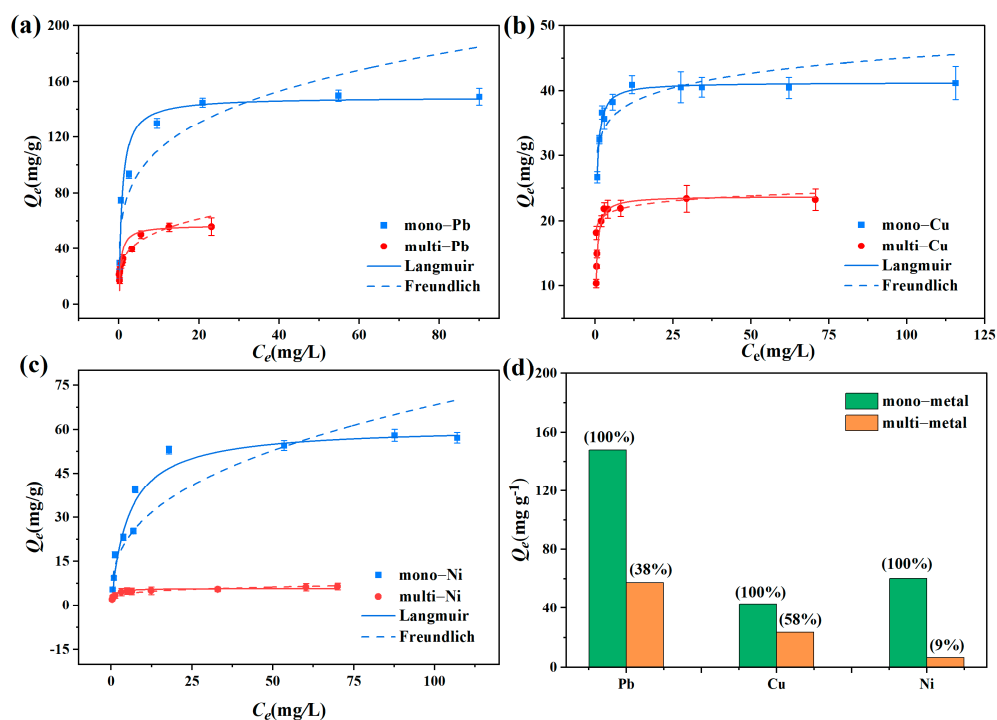 (a)
200
160
120
80
40
0
Qe(mg/g)
mono−Pb
multi−Pb
Langmuir
Freundlich
0
20
40
60
80
Ce(mg/L)
(b)
50
40
30
20
10
Qe(mg/g)
mono−Cu
multi−Cu
Langmuir
Freundlich
0
25
50
75
100
125
Ce(mg/L)
(c)
75
60
45
30
15
0
-15
Qe(mg/g)
mono−Ni
multi−Ni
Langmuir
Freundlich
0
25
50
75
100
Ce(mg/L)
(d)
200
160
120
80
40
0
Qe(mg g-1)
mono−metal
multi−metal
(100%)
(38%)
(100%)
(58%)
(100%)
(9%)
Pb
Cu
Ni